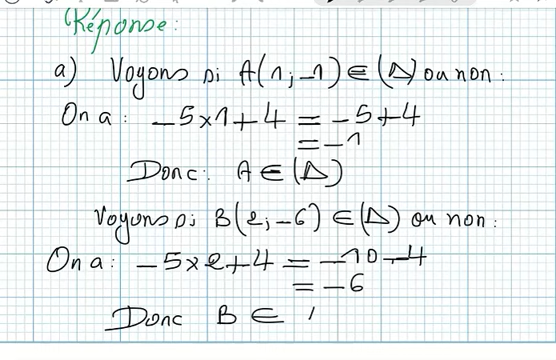 Réponse:
a) Voyons si A(1; -1) ∈ (Δ) ou non:
On a: -5×1+4 = -5+4
= -1
Donc: A ∈ (Δ)
Voyons si B(2; -6) ∈ (Δ) ou non:
On a: -5×2+4 = -10-4
= -6
Donc B ∈